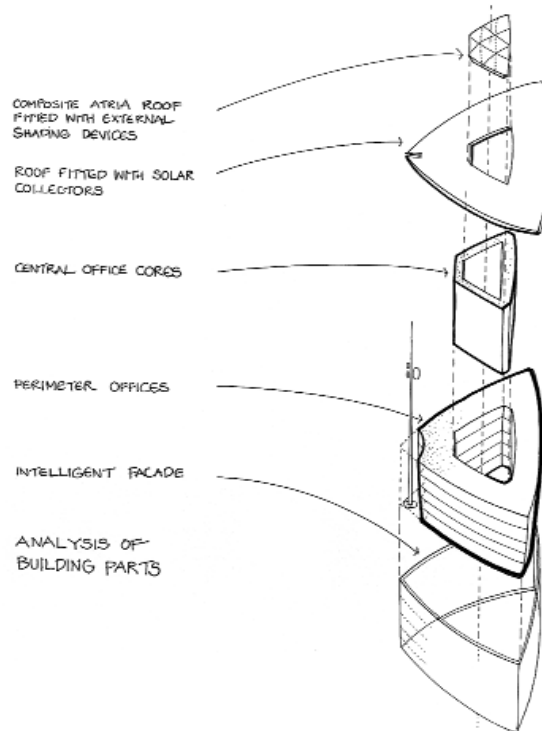 COMPOSITE ATRIA ROOF
FITTED WITH EXTERNAL
SHADING DEVICES
ROOF FITTED WITH SOLAR
COLLECTORS
CENTRAL OFFICE CORES
PERIMETER OFFICES
INTELLIGENT FACADE
ANALYSIS OF
BUILDING PARTS